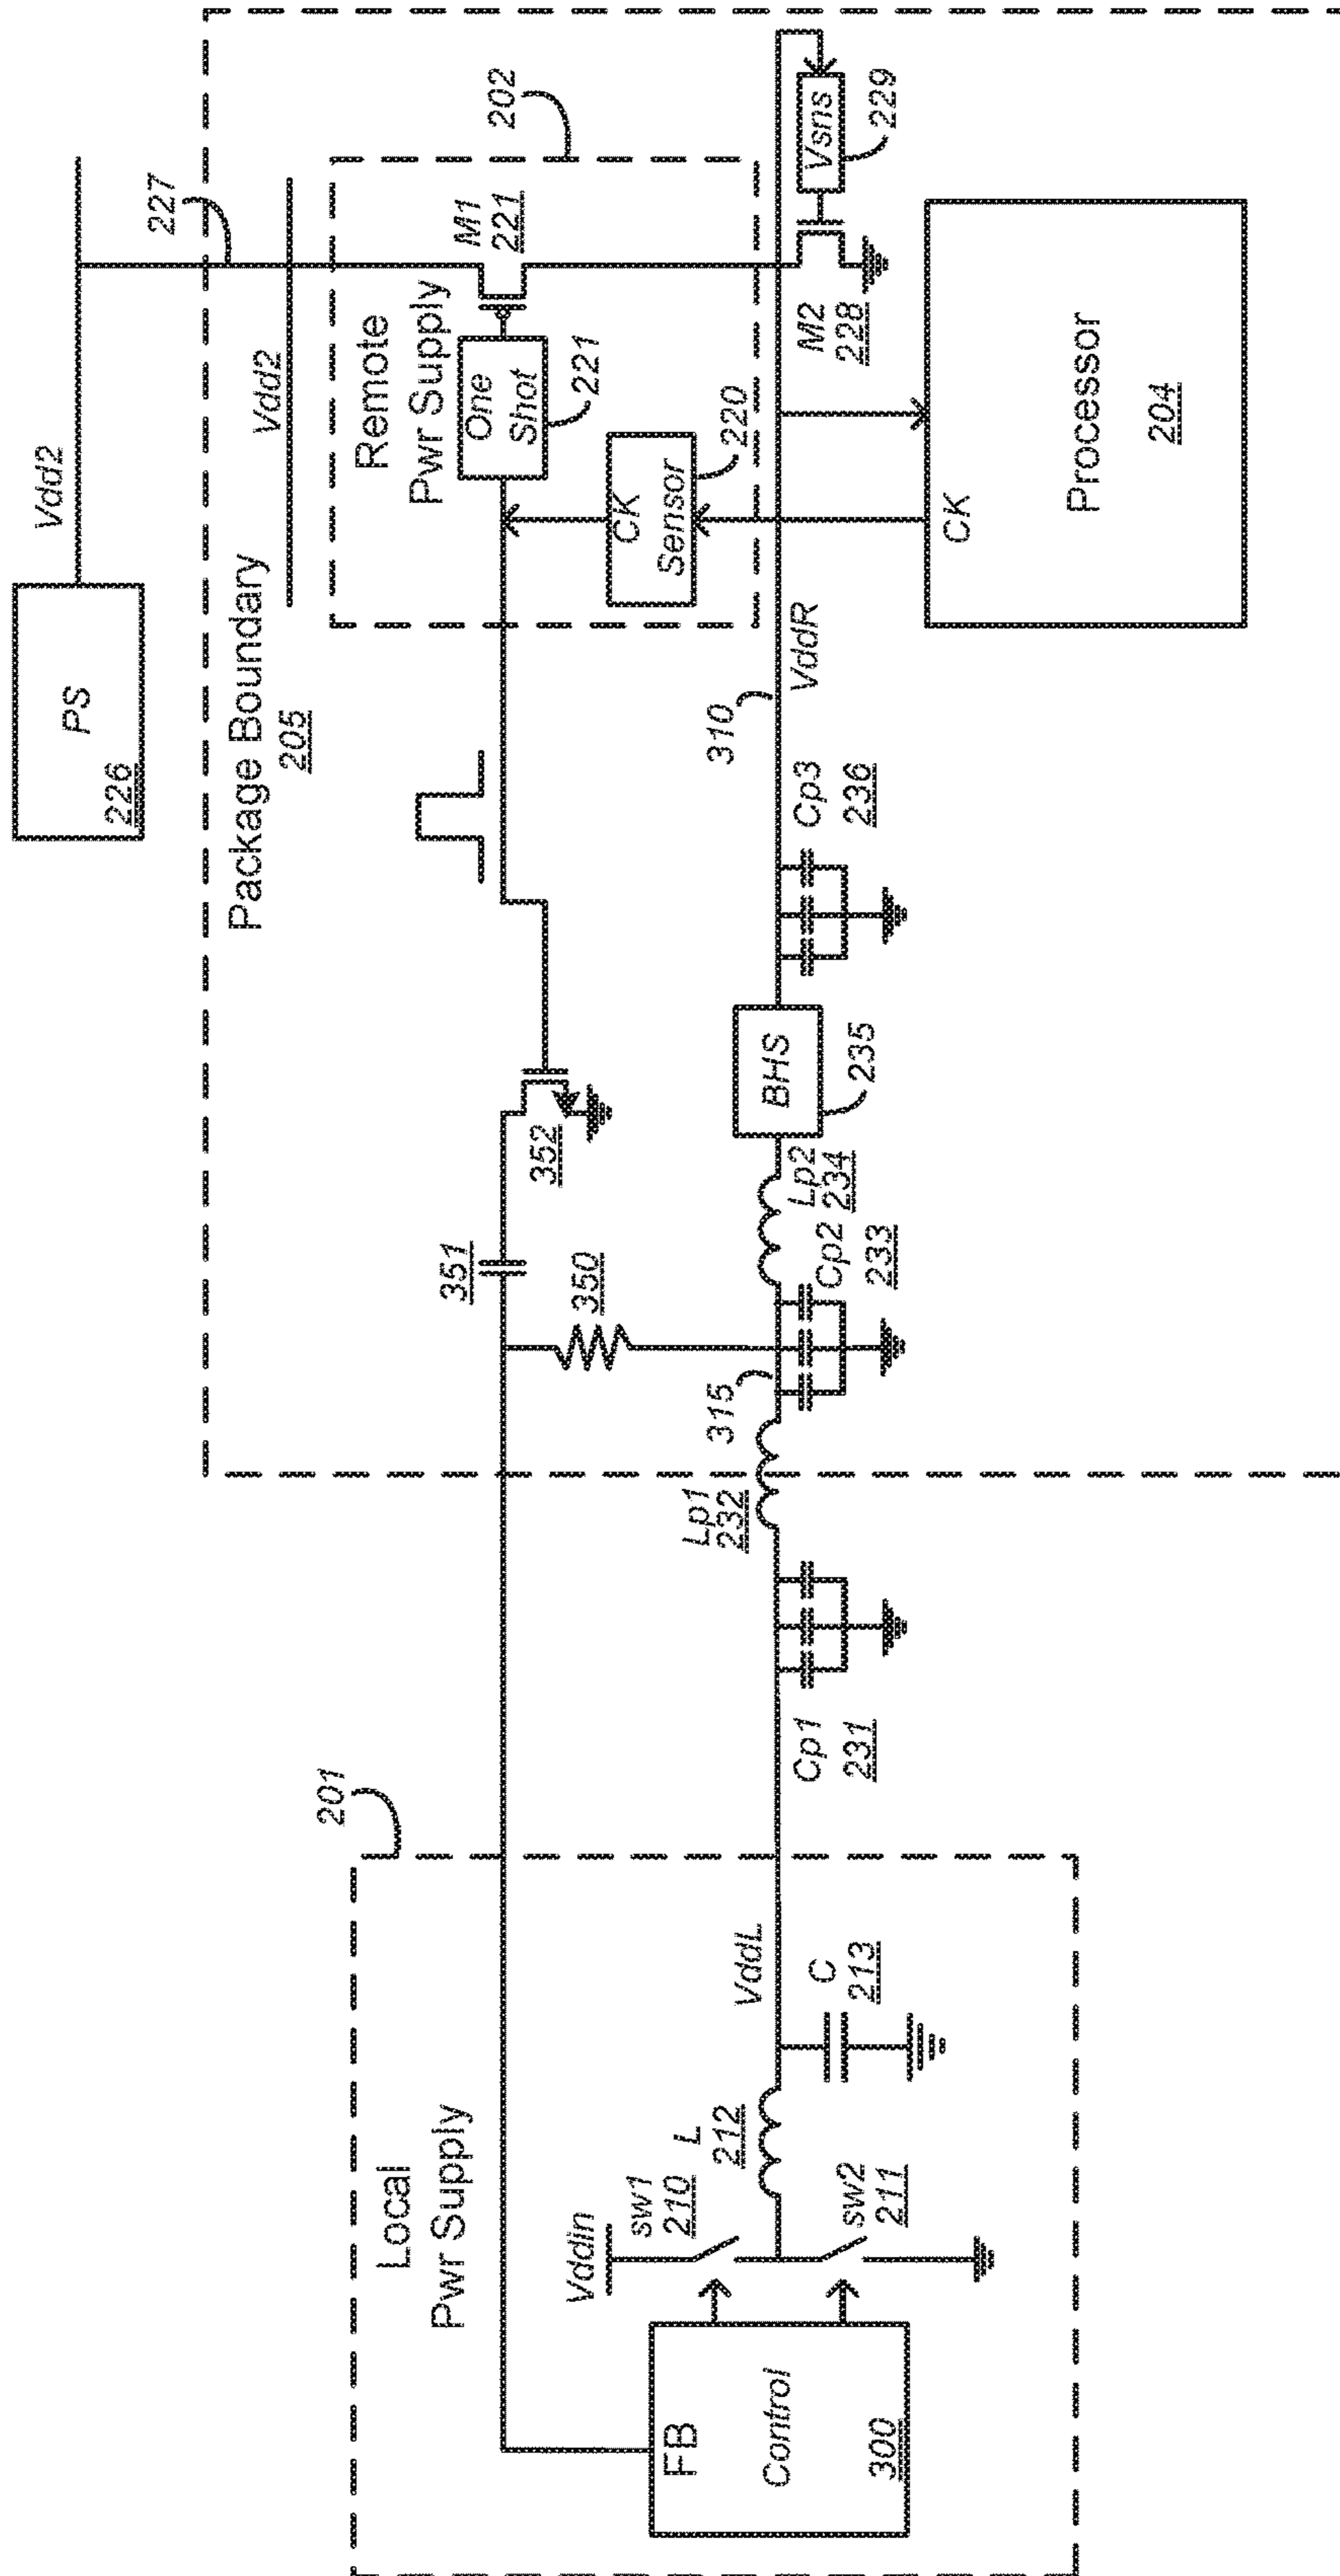 PS
226
Vdd2
227
Package Boundary
205
Vdd2
202
Remote
Pwr Supply
M1
221
One
Shot
221
CK
Sensor
220
Vsns
229
M2
228
CK
Processor
204
VddR
310
Cp3
236
BHS
235
352
351
350
Lp2
234
Cp2
233
315
Lp1
232
Cp1
231
201
Local
Pwr Supply
VddL
C
213
L
212
Vddin
sw1
210
sw2
211
FB
Control
300